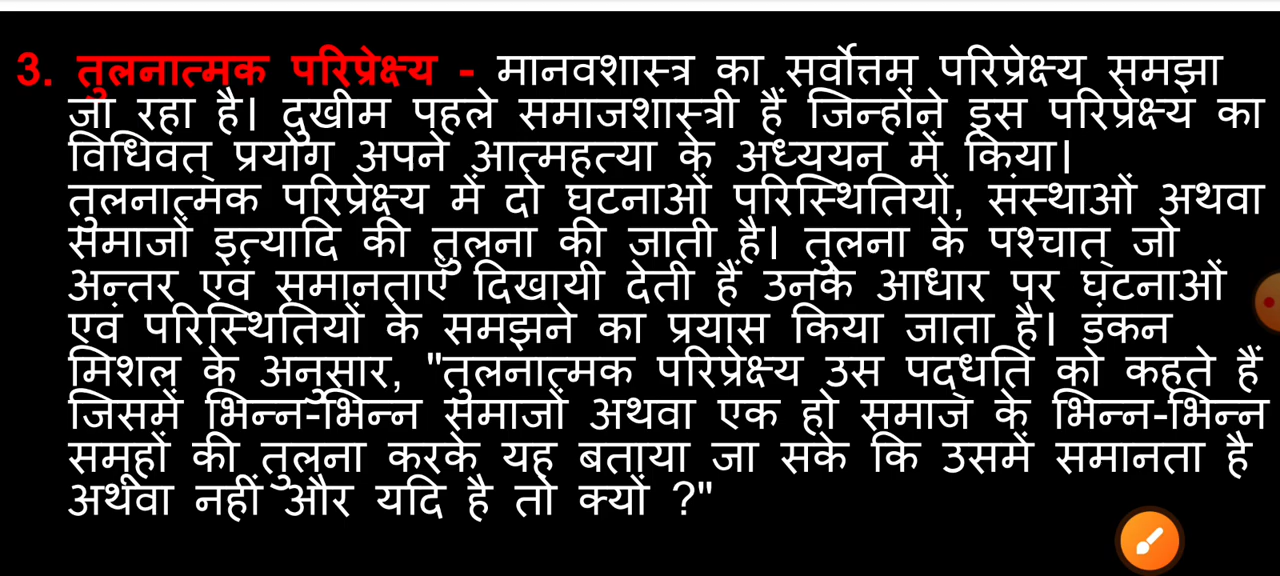 3. तुलनात्मक परिप्रेक्ष्य - मानवशास्त्र का सर्वोत्तम परिप्रेक्ष्य समझा
जा रहा है। दुखीम पहले समाजशास्त्री हैं जिन्होंने इस परिप्रेक्ष्य का
विधिवत् प्रयोग अपने आत्महत्या के अध्ययन में किया।
तुलनात्मक परिप्रेक्ष्य में दो घटनाओं परिस्थितियों, संस्थाओं अथवा
समाजों इत्यादि की तुलना की जाती है। तुलना के पश्चात् जो
अन्तर एवं समानताएँ दिखायी देती हैं उनके आधार पर घटनाओं
एवं परिस्थितियों के समझने का प्रयास किया जाता है। डंकन
मिशल के अनुसार, "तुलनात्मक परिप्रेक्ष्य उस पद्धति को कहते हैं
जिसमें भिन्न-भिन्न समाजों अथवा एक हो समाज के भिन्न-भिन्न
समूहों की तुलना करके यह बताया जा सके कि उसमें समानता है
अथवा नहीं और यदि है तो क्यों ?"